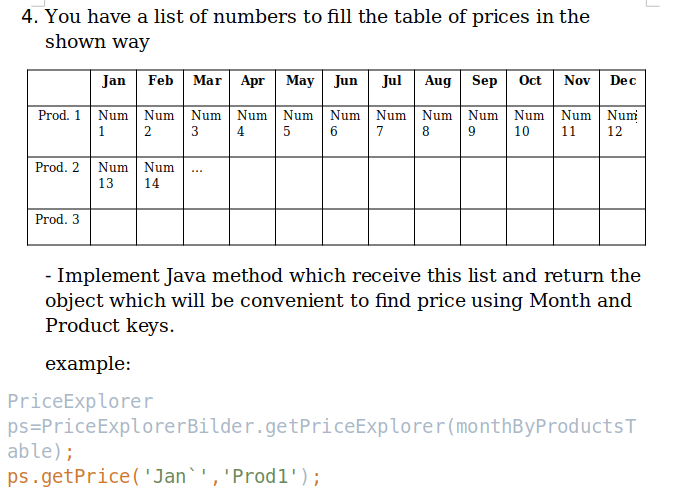 4. You have a list of numbers to fill the table of prices in the
shown way
Jan Feb Mar Apr May Jun Jul Aug Sep Oct Nov Dec
Prod. 1 Num 1 Num 2 Num 3 Num 4 Num 5 Num 6 Num 7 Num 8 Num 9 Num 10 Num 11 Num 12
Prod. 2 Num 13 Num 14 ...
Prod. 3
- Implement Java method which receive this list and return the
object which will be convenient to find price using Month and
Product keys.
example:
PriceExplorer
ps=PriceExplorerBilder.getPriceExplorer(monthByProductsT
able);
ps.getPrice('Jan`','Prod1');